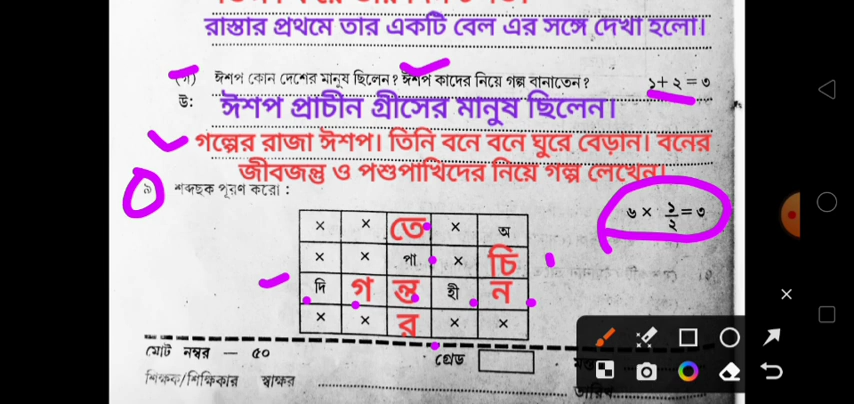 রাস্তার প্রথমে তার একটি বেল এর সঙ্গে দেখা হলো।
(গ) ঈশপ কোন দেশের মানুষ ছিলেন? ঈশপ কাদের নিয়ে গল্প বানাতেন? ১+২=৩
উ: ঈশপ প্রাচীন গ্রীসের মানুষ ছিলেন।
গল্পের রাজা ঈশপ। তিনি বনে বনে ঘুরে বেড়ান। বনের
জীবজন্তু ও পশুপাখিদের নিয়ে গল্প লেখেন।
৯ শব্দছক পূরণ করো : ৬ × ১/২ = ৩
× × তে × অ
× × পা × চি
দি গ ন্ত হী ন
× × র × ×
মোট নম্বর — ৫০ গ্রেড
শিক্ষক/শিক্ষিকার স্বাক্ষর